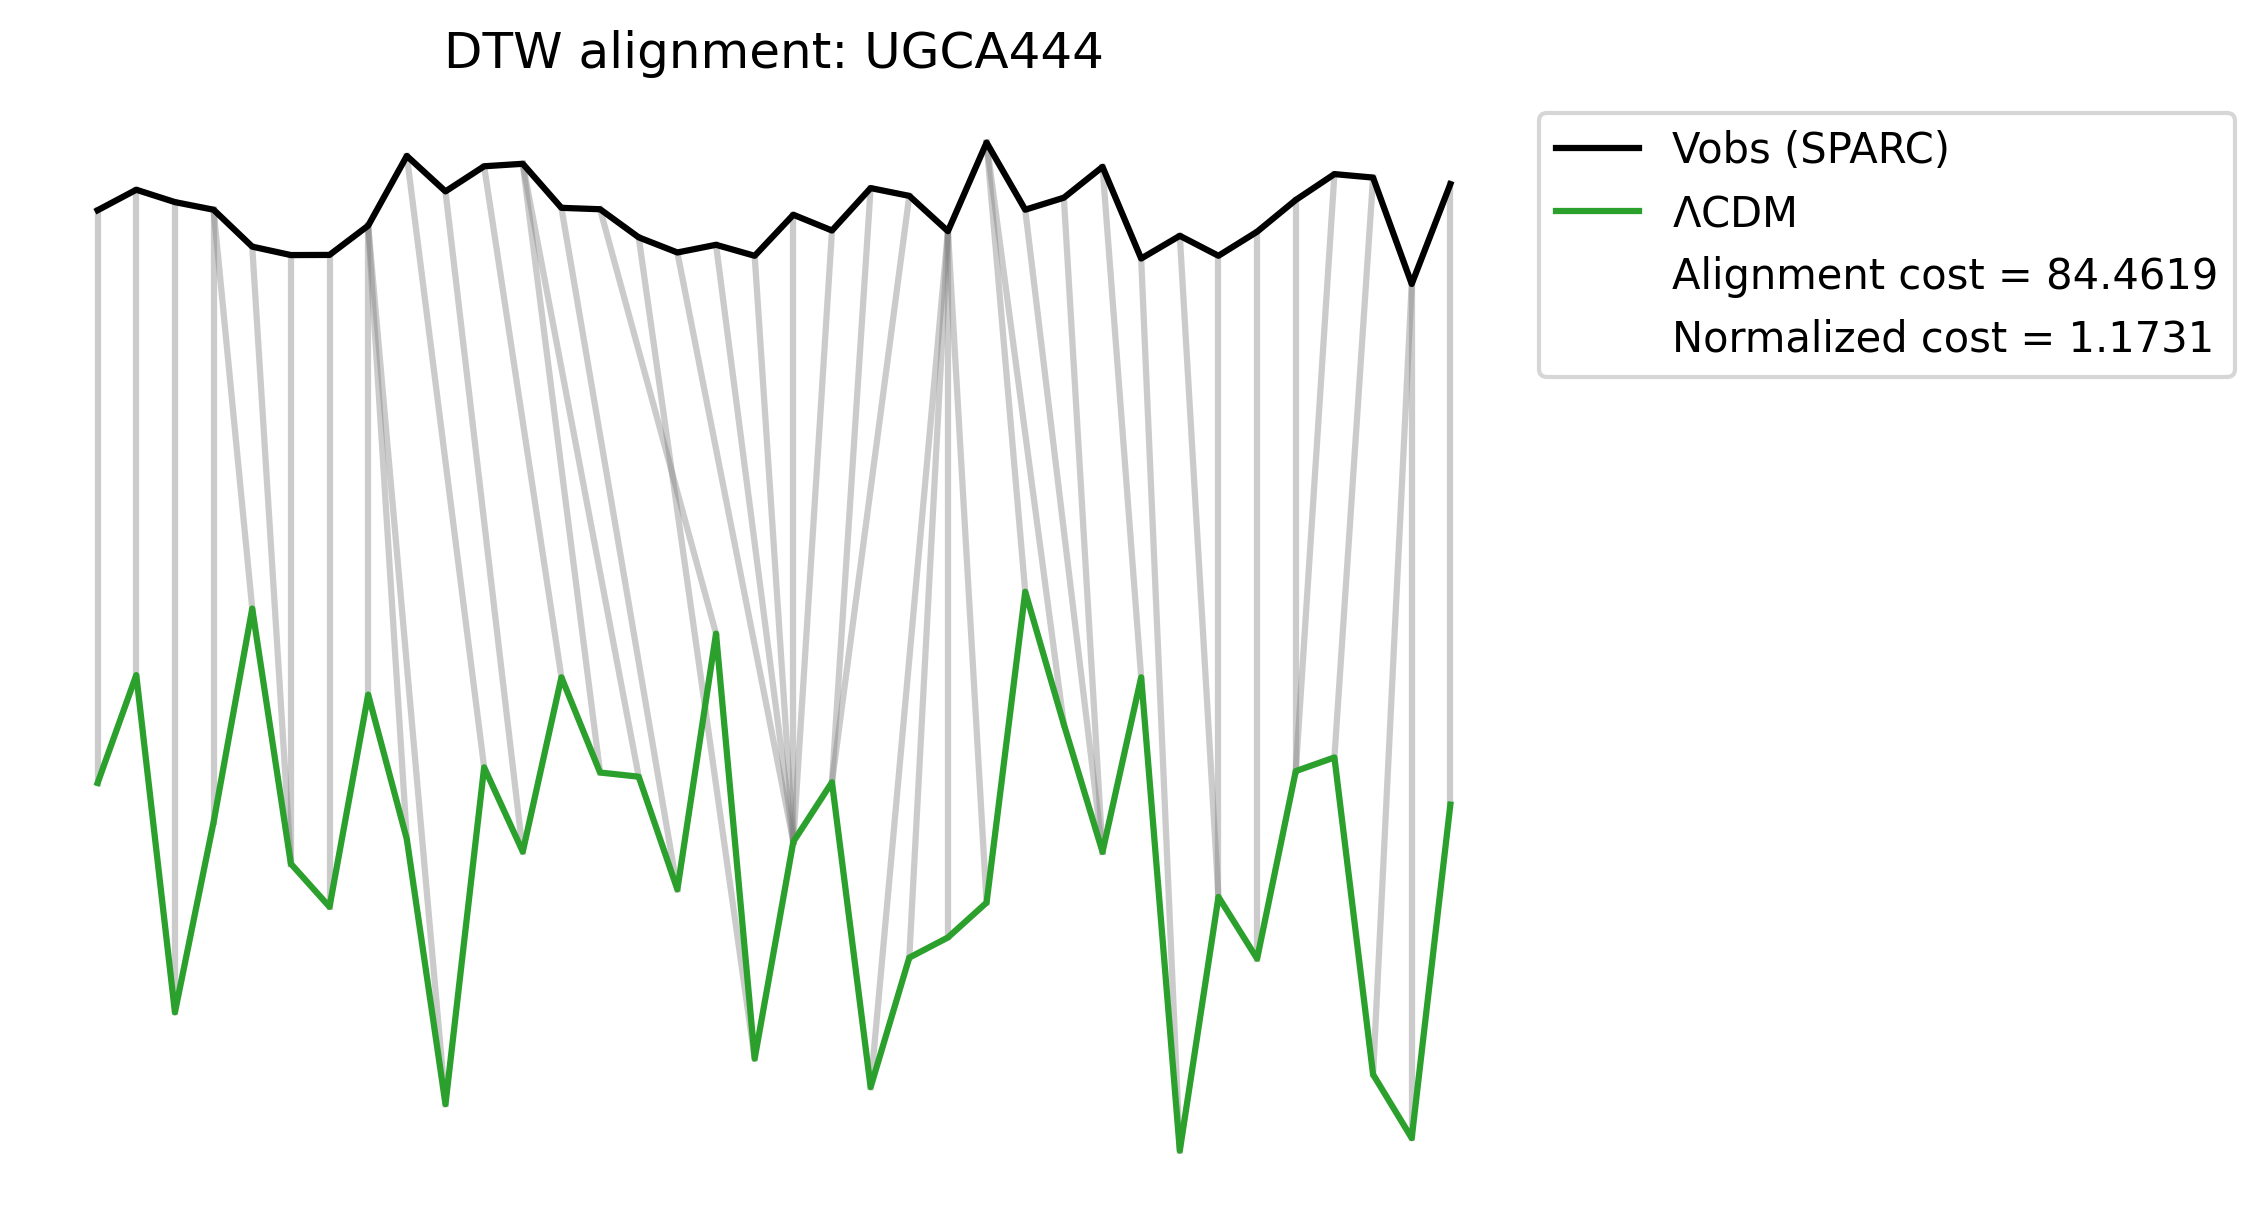 DTW alignment: UGCA444
Vobs (SPARC)
ΛCDM
Alignment cost = 84.4619
Normalized cost = 1.1731